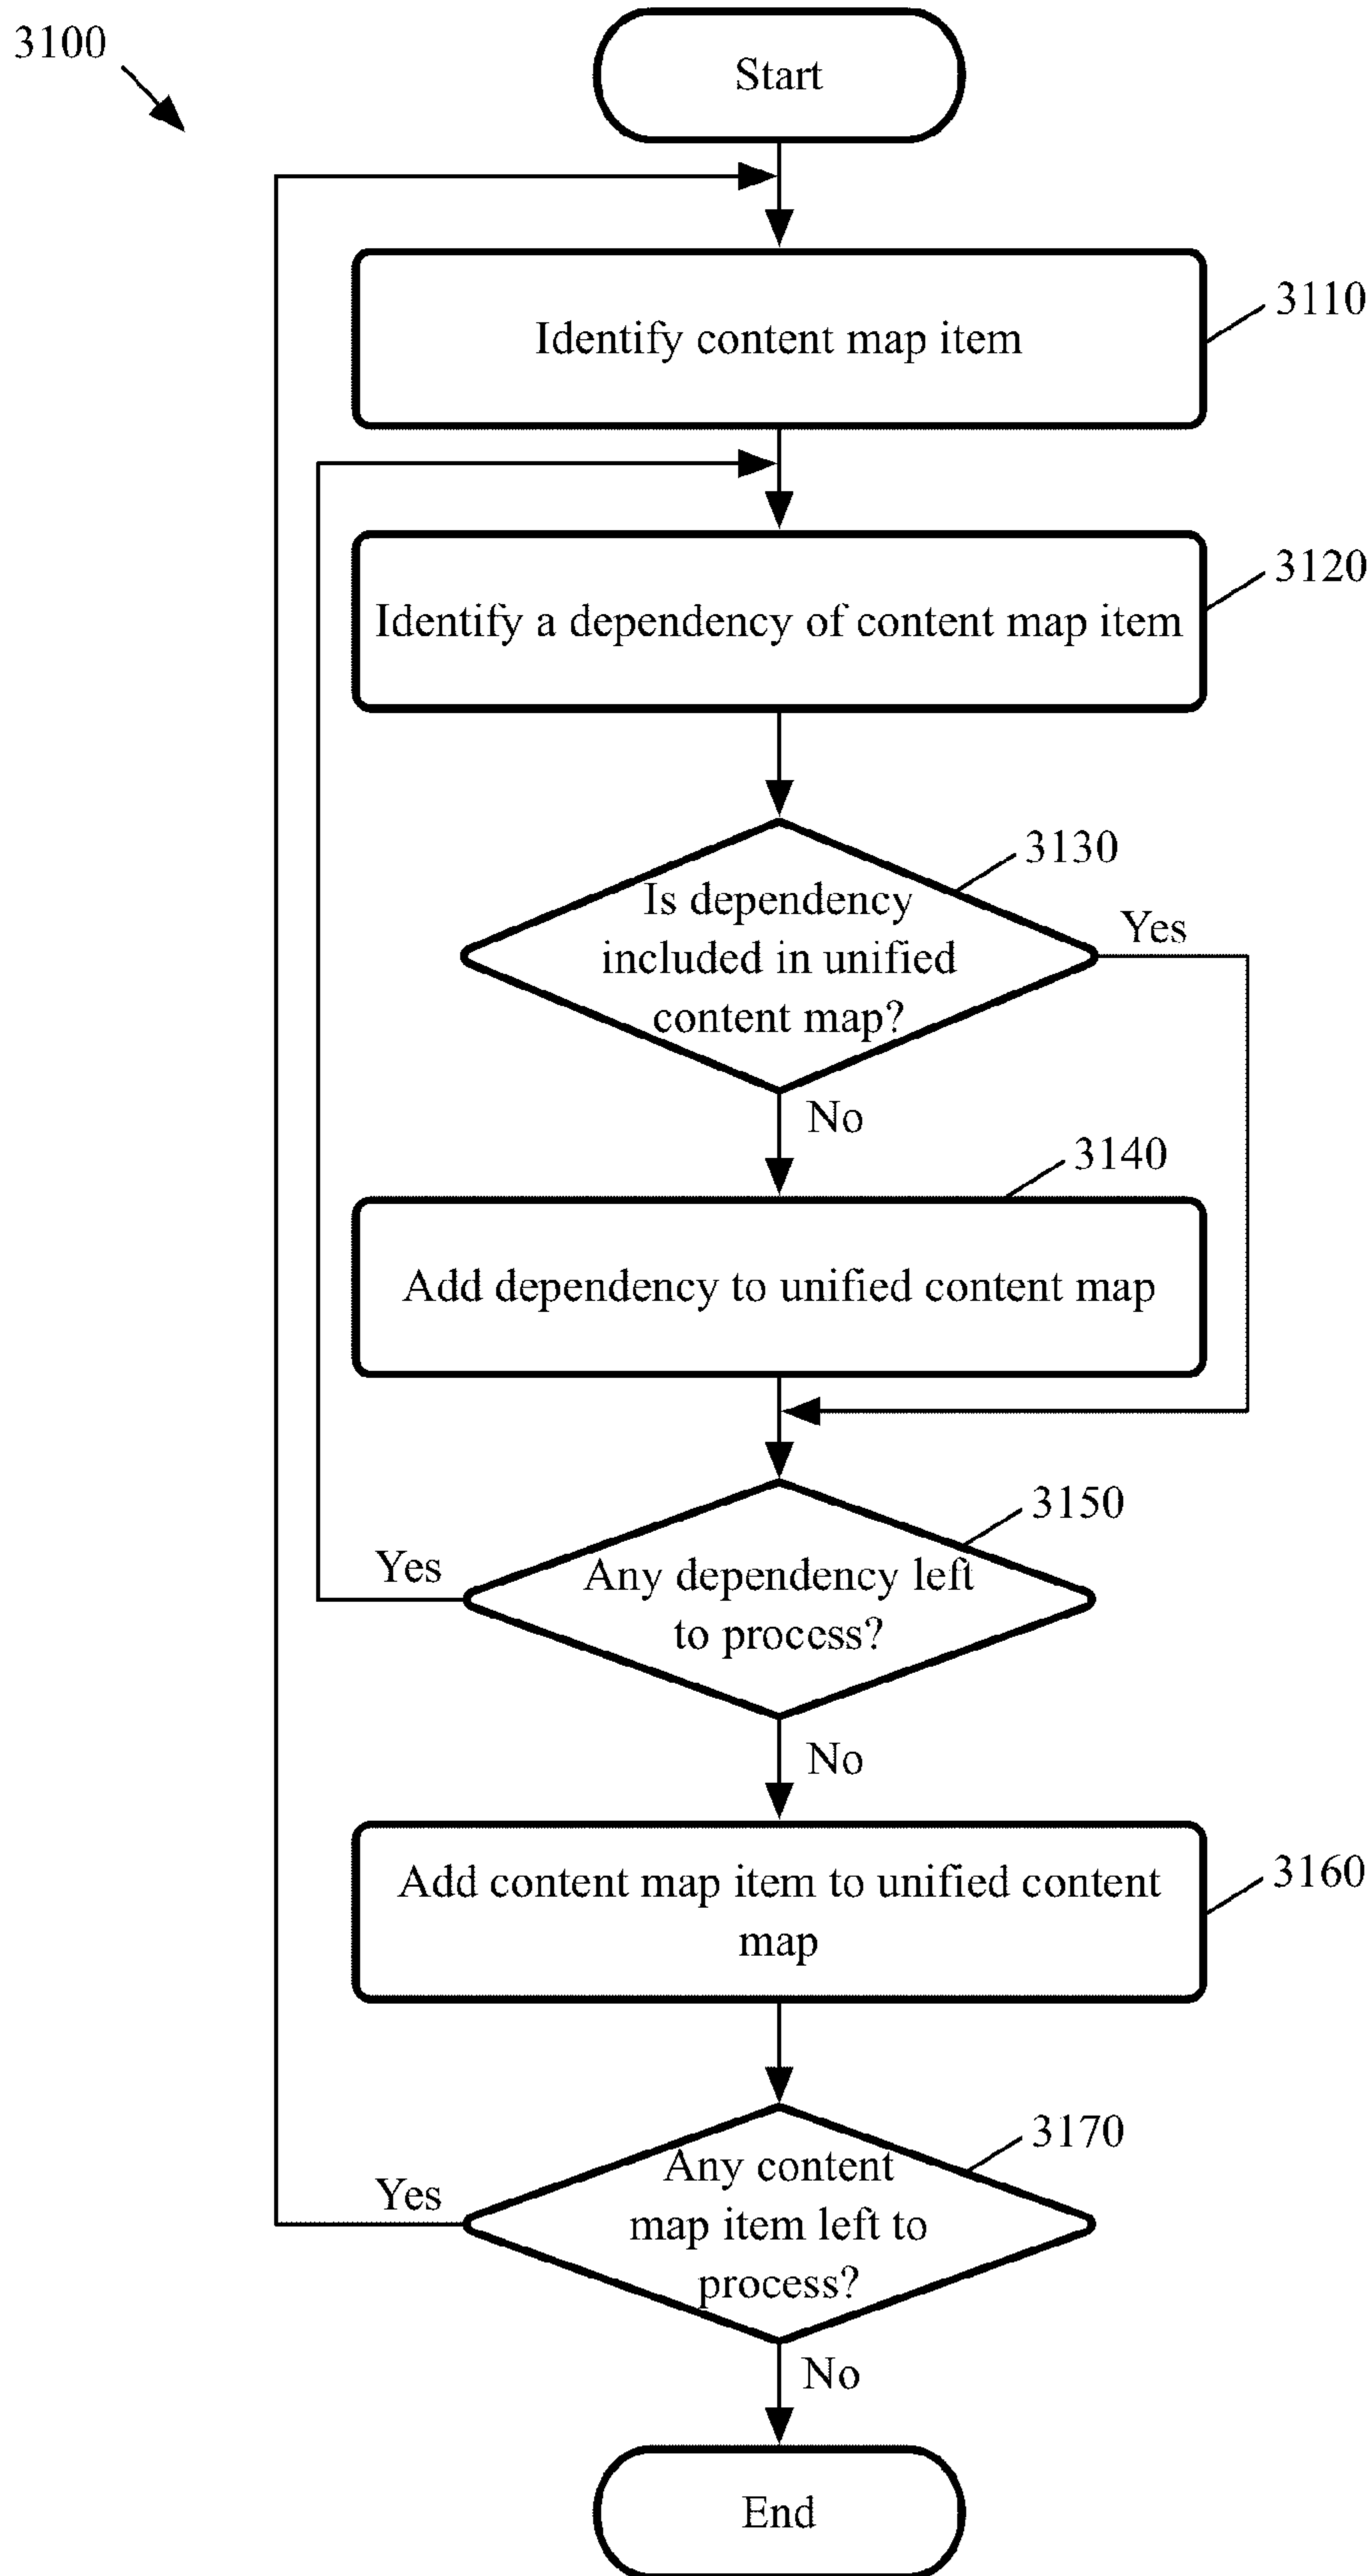 3100
Start
Identify content map item
3110
Identify a dependency of content map item
3120
3130
Is dependency
included in unified
content map?
Yes
No
3140
Add dependency to unified content map
3150
Yes
Any dependency left
to process?
No
Add content map item to unified content
map
3160
3170
Yes
Any content
map item left to
process?
No
End